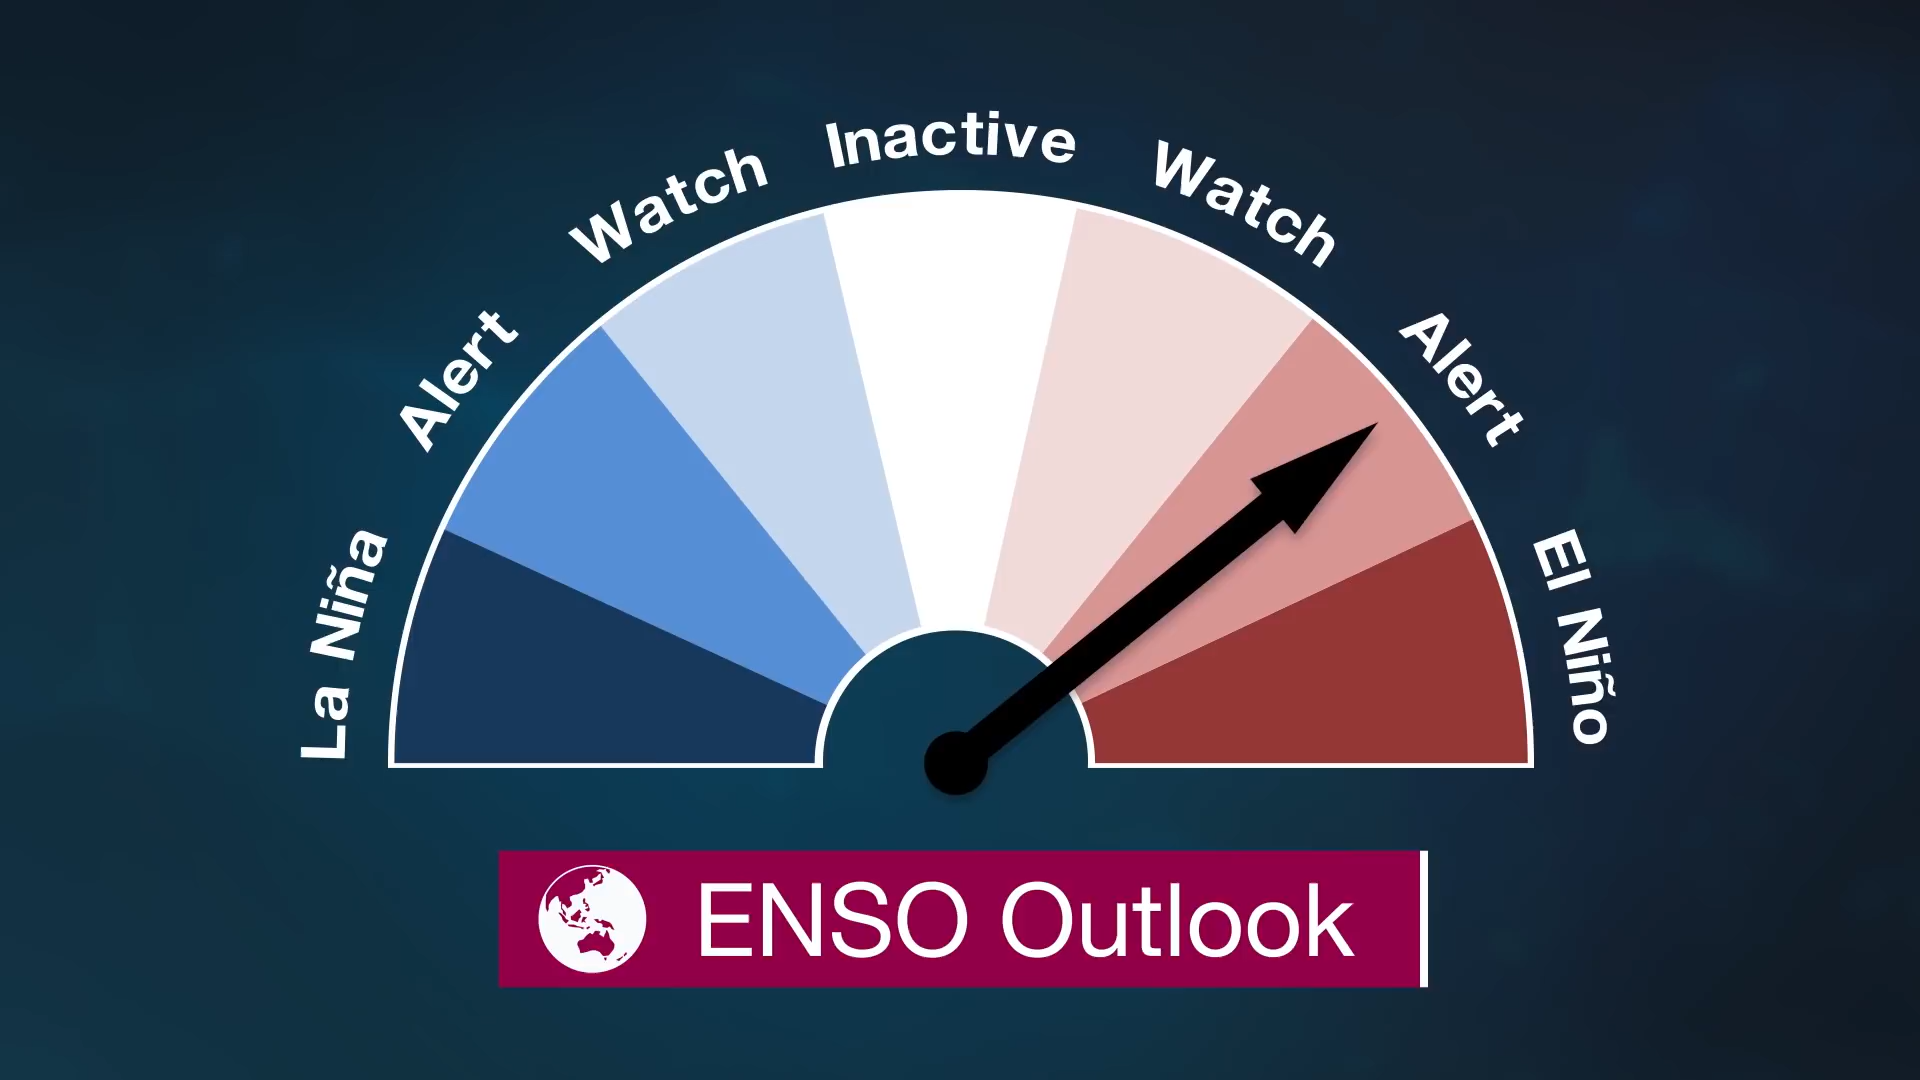 La Niña
Alert
Watch
Inactive
Watch
Alert
El Niño
ENSO Outlook